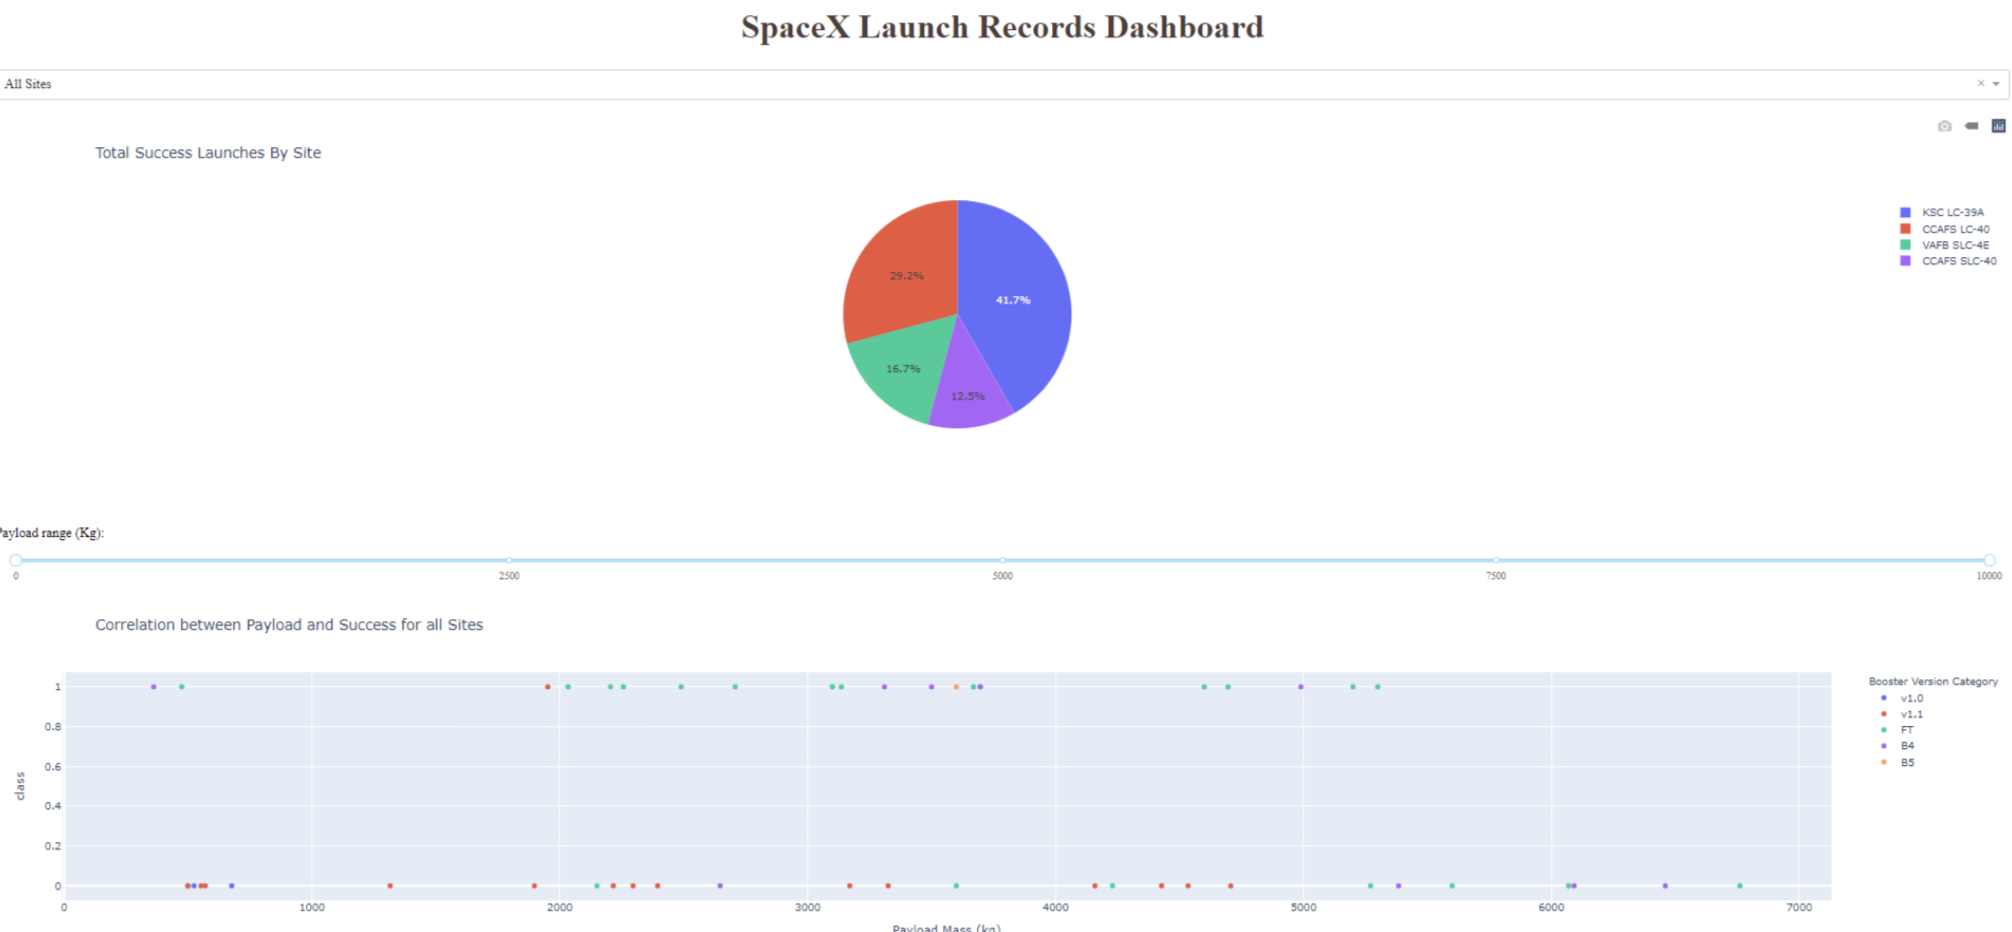 SpaceX Launch Records Dashboard
All Sites
Total Success Launches By Site
29.2%
41.7%
16.7%
12.5%
KSC LC-39A
CCAFS LC-40
VAFB SLC-4E
CCAFS SLC-40
Payload range (Kg):
0 2500 5000 7500 10000
Correlation between Payload and Success for all Sites
1
0.8
0.6
0.4
0.2
0
class
0 1000 2000 3000 4000 5000 6000 7000
Payload Mass (kg)
Booster Version Category
v1.0
v1.1
FT
B4
B5